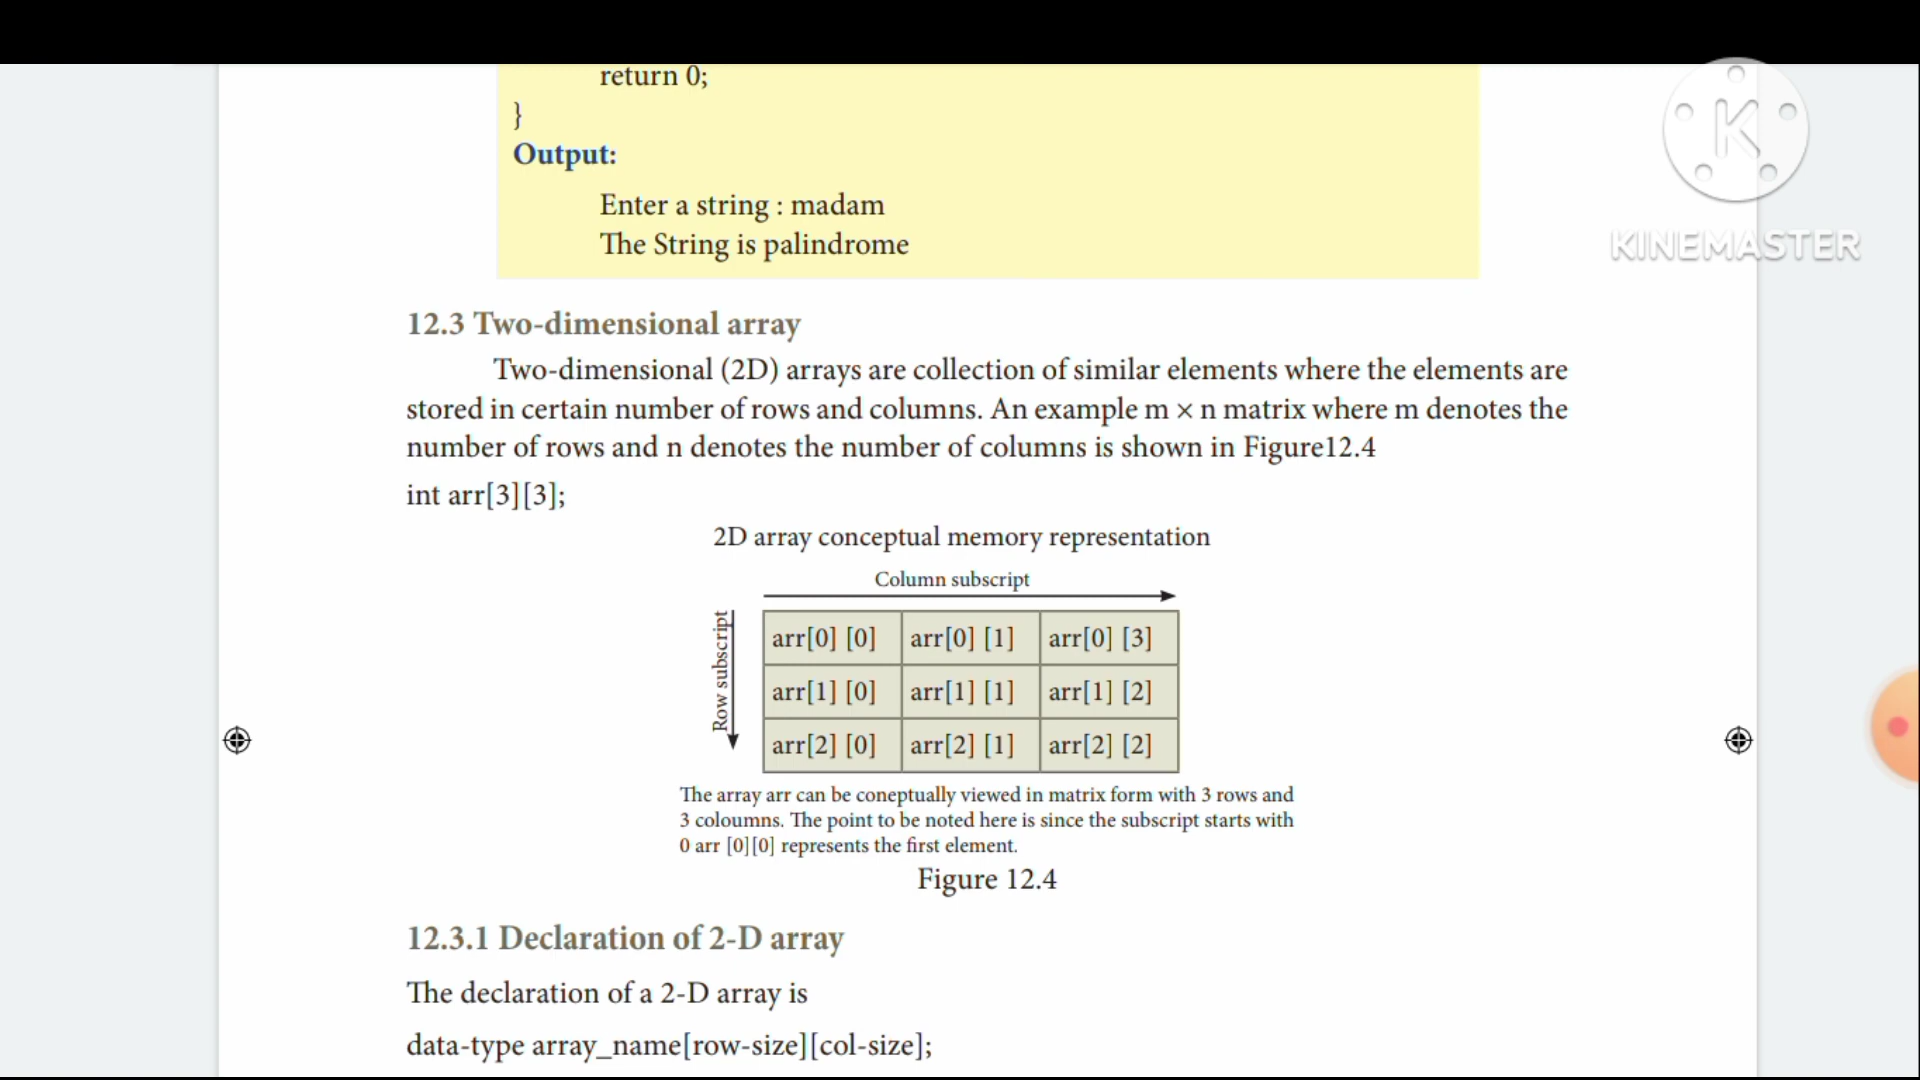 return 0;
}
Output:
Enter a string : madam
The String is palindrome
K
KINEMASTER
12.3 Two-dimensional array
Two-dimensional (2D) arrays are collection of similar elements where the elements are
stored in certain number of rows and columns. An example m × n matrix where m denotes the
number of rows and n denotes the number of columns is shown in Figure12.4
int arr[3][3];
2D array conceptual memory representation
Column subscript
Row subscript
arr[0] [0] arr[0] [1] arr[0] [3]
arr[1] [0] arr[1] [1] arr[1] [2]
arr[2] [0] arr[2] [1] arr[2] [2]
The array arr can be coneptually viewed in matrix form with 3 rows and
3 coloumns. The point to be noted here is since the subscript starts with
0 arr [0][0] represents the first element.
Figure 12.4
12.3.1 Declaration of 2-D array
The declaration of a 2-D array is
data-type array_name[row-size][col-size];